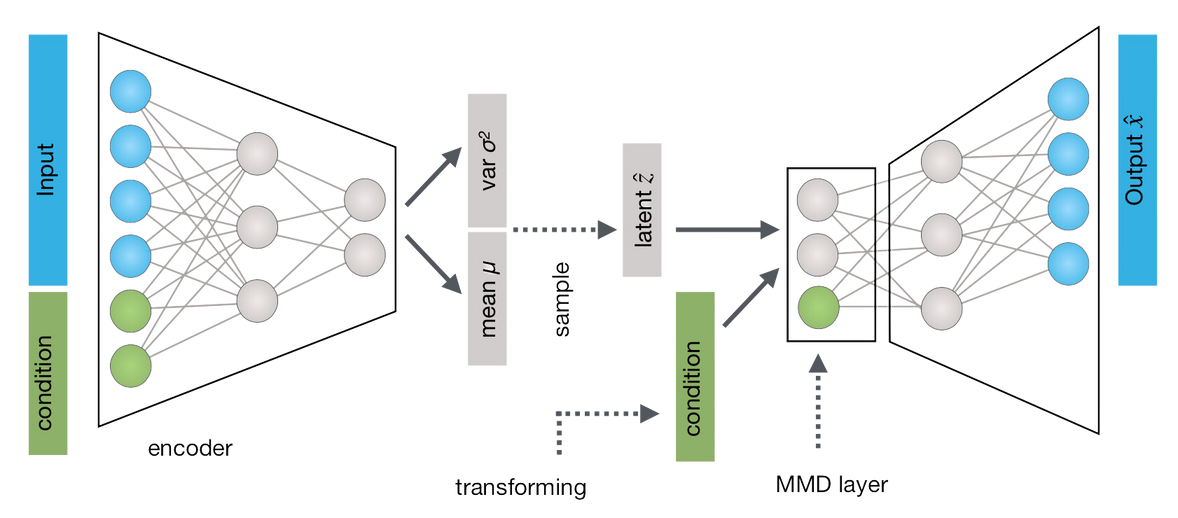 Input
condition
encoder
var σ²
mean μ
sample
latent ẑ
condition
transforming
MMD layer
Output x̂